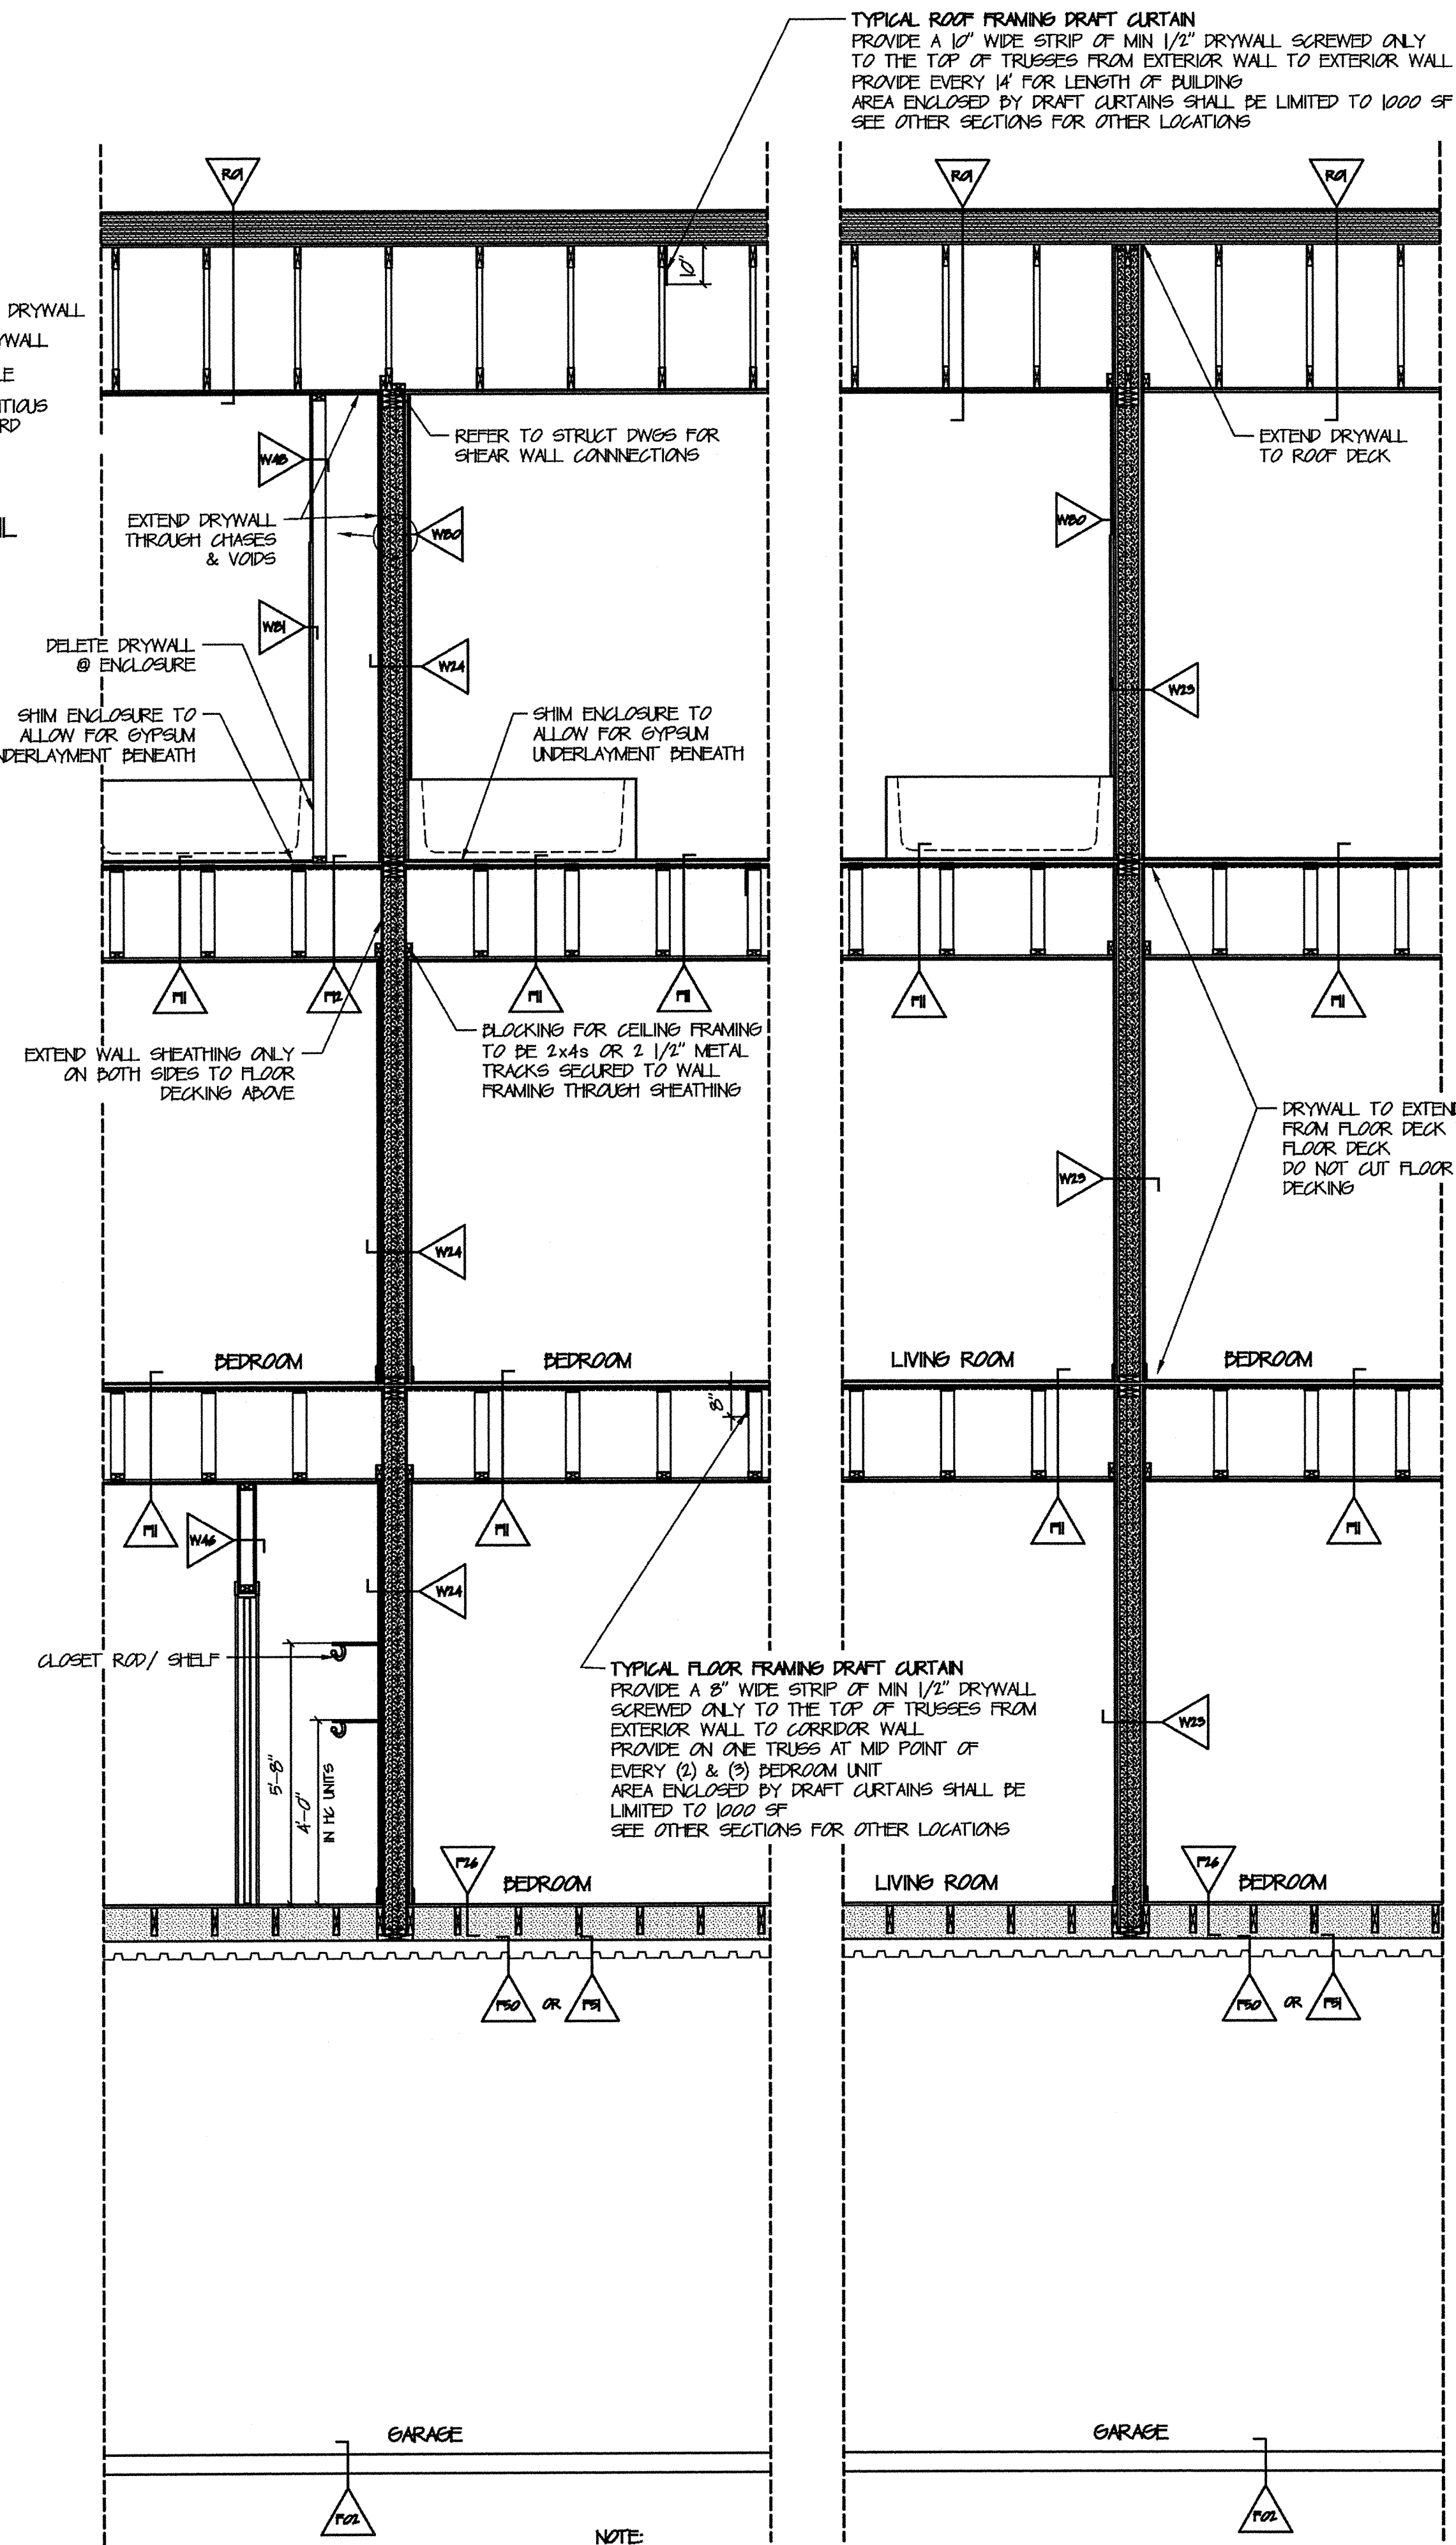 TYPICAL ROOF FRAMING DRAFT CURTAIN
PROVIDE A 10" WIDE STRIP OF MIN 1/2" DRYWALL SCREWED ONLY
TO THE TOP OF TRUSSES FROM EXTERIOR WALL TO EXTERIOR WALL
PROVIDE EVERY 14' FOR LENGTH OF BUILDING
AREA ENCLOSED BY DRAFT CURTAINS SHALL BE LIMITED TO 1000 SF
SEE OTHER SECTIONS FOR OTHER LOCATIONS
R01
R01
R01
10"
DRYWALL
EXTEND DRYWALL
TO ROOF DECK
REFER TO STRUCT DWGS FOR
SHEAR WALL CONNNECTIONS
W48
EXTEND DRYWALL
THROUGH CHASES
& VOIDS
W80
W80
W81
DELETE DRYWALL
@ ENCLOSURE
W24
W23
SHIM ENCLOSURE TO
ALLOW FOR GYPSUM
UNDERLAYMENT BENEATH
SHIM ENCLOSURE TO
ALLOW FOR GYPSUM
UNDERLAYMENT BENEATH
F11
F12
F11
F11
F11
F11
EXTEND WALL SHEATHING ONLY
ON BOTH SIDES TO FLOOR
DECKING ABOVE
BLOCKING FOR CEILING FRAMING
TO BE 2x4s OR 2 1/2" METAL
TRACKS SECURED TO WALL
FRAMING THROUGH SHEATHING
DRYWALL TO EXTEND
FROM FLOOR DECK
FLOOR DECK
DO NOT CUT FLOOR
DECKING
W23
W24
BEDROOM
BEDROOM
LIVING ROOM
BEDROOM
8"
F11
F11
F11
F11
W46
W24
CLOSET ROD/ SHELF
5'-8"
4'-0"
IN HC UNITS
TYPICAL FLOOR FRAMING DRAFT CURTAIN
PROVIDE A 8" WIDE STRIP OF MIN 1/2" DRYWALL
SCREWED ONLY TO THE TOP OF TRUSSES FROM
EXTERIOR WALL TO CORRIDOR WALL
PROVIDE ON ONE TRUSS AT MID POINT OF
EVERY (2) & (3) BEDROOM UNIT
AREA ENCLOSED BY DRAFT CURTAINS SHALL BE
LIMITED TO 1000 SF
SEE OTHER SECTIONS FOR OTHER LOCATIONS
W23
F26
BEDROOM
LIVING ROOM
F26
BEDROOM
F50 OR F51
F50 OR F51
GARAGE
GARAGE
F02
F02
NOTE: